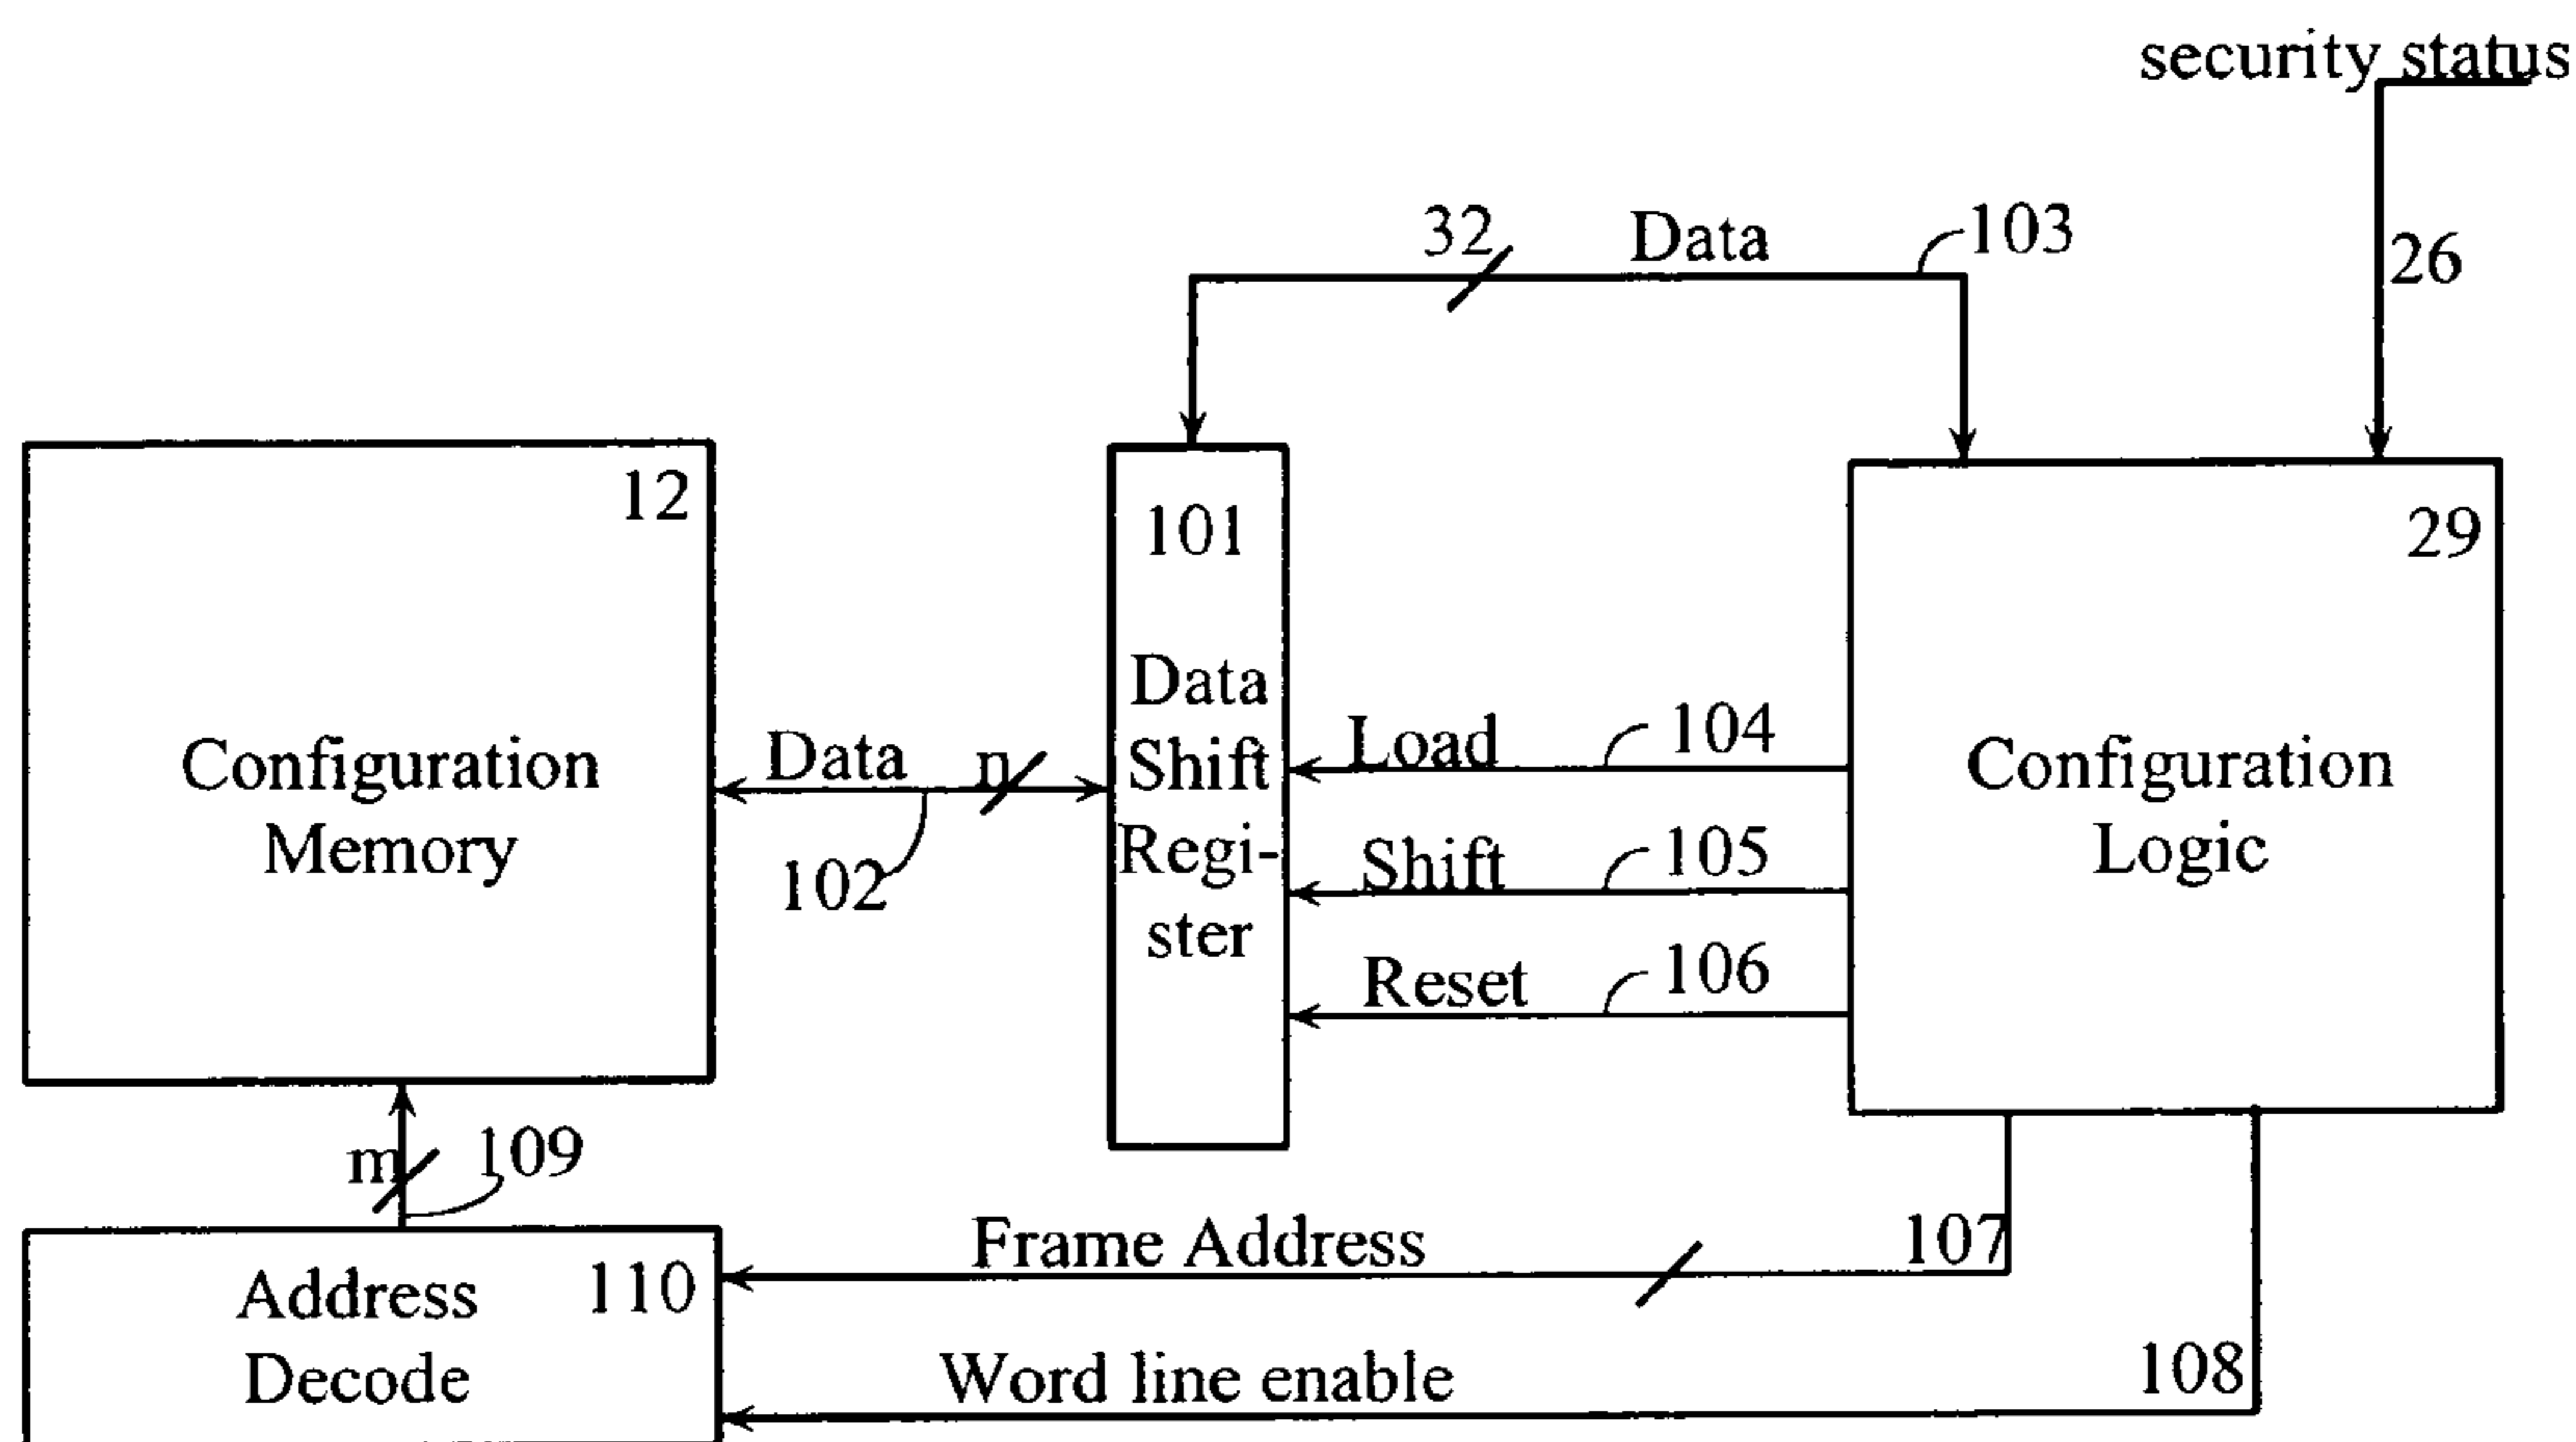 security status
26
32 Data 103
12
Configuration
Memory
101
Data
Shift
Regi-
ster
29
Configuration
Logic
Data n
102
Load 104
Shift 105
Reset 106
m 109
Address
Decode
110
Frame Address 107
Word line enable 108